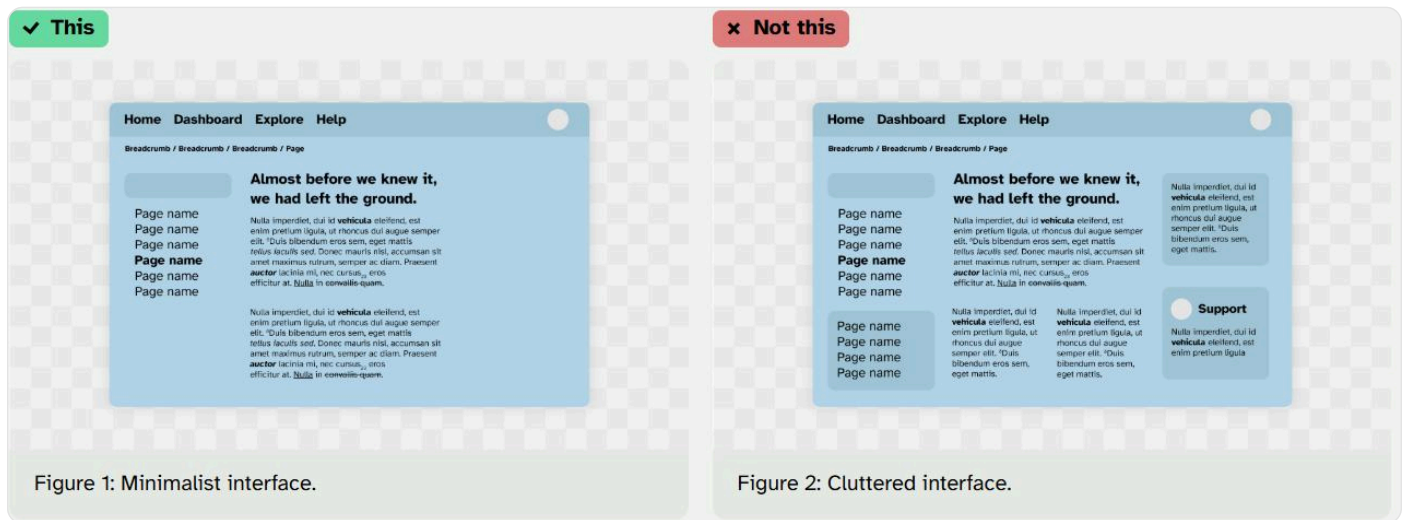 This
Home Dashboard Explore Help
Breadcrumb / Breadcrumb / Breadcrumb / Page
Page name
Page name
Page name
Page name
Page name
Page name
Almost before we knew it,
we had left the ground.
Nulla imperdiet, dui id vehicula eleifend, est
enim pretium ligula, ut rhoncus dui augue semper
elit. ²Duis bibendum eros sem, eget mattis
tellus iaculis sed. Donec mauris nisl, accumsan sit
amet maximus rutrum, semper ac diam. Praesent
auctor lacinia mi, nec cursus eros
efficitur at. Nulla in convallis quam.
Nulla imperdiet, dui id vehicula eleifend, est
enim pretium ligula, ut rhoncus dui augue semper
elit. ²Duis bibendum eros sem, eget mattis
tellus iaculis sed. Donec mauris nisl, accumsan sit
amet maximus rutrum, semper ac diam. Praesent
auctor lacinia mi, nec cursus eros
efficitur at. Nulla in convallis quam.
Figure 1: Minimalist interface.
Not this
Home Dashboard Explore Help
Breadcrumb / Breadcrumb / Breadcrumb / Page
Page name
Page name
Page name
Page name
Page name
Page name
Page name
Page name
Page name
Page name
Almost before we knew it,
we had left the ground.
Nulla imperdiet, dui id vehicula eleifend, est
enim pretium ligula, ut rhoncus dui augue semper
elit. ²Duis bibendum eros sem, eget mattis
tellus iaculis sed. Donec mauris nisl, accumsan sit
amet maximus rutrum, semper ac diam. Praesent
auctor lacinia mi, nec cursus eros
efficitur at. Nulla in convallis quam.
Nulla imperdiet, dui id
vehicula eleifend, est
enim pretium ligula, ut
rhoncus dui augue
semper elit. ²Duis
bibendum eros sem,
eget mattis.
Nulla imperdiet, dui id
vehicula eleifend, est
enim pretium ligula, ut
rhoncus dui augue
semper elit. ²Duis
bibendum eros sem,
eget mattis.
Nulla imperdiet, dui id
vehicula eleifend, est
enim pretium ligula, ut
rhoncus dui augue
semper elit. ²Duis
bibendum eros sem,
eget mattis.
Support
Nulla imperdiet, dui id
vehicula eleifend, est
enim pretium ligula
Figure 2: Cluttered interface.